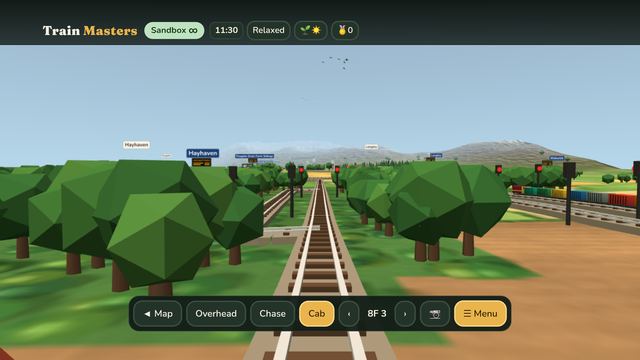 Train Masters
Sandbox ∞
11:30
Relaxed
0
Hayhaven
Hayhaven
◄ Map
Overhead
Chase
Cab
‹
8F 3
›
☰ Menu